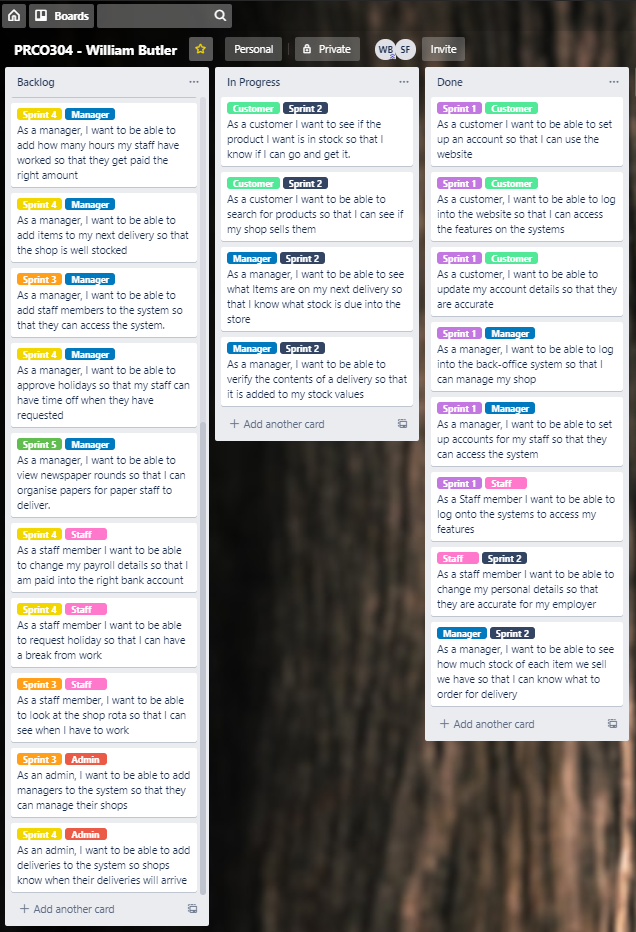 Boards
PRCO304 - William Butler
Personal
Private
WB
SF
Invite
Backlog
Sprint 4 Manager
As a manager, I want to be able to
add how many hours my staff have
worked so that they get paid the
right amount
Sprint 4 Manager
As a manager, I want to be able to
add items to my next delivery so that
the shop is well stocked
Sprint 3 Manager
As a manager, I want to be able to
add staff members to the system so
that they can access the system.
Sprint 4 Manager
As a manager, I want to be able to
approve holidays so that my staff can
have time off when they have
requested
Sprint 5 Manager
As a manager, I want to be able to
view newspaper rounds so that I can
organise papers for paper staff to
deliver.
Sprint 4 Staff
As a staff member I want to be able
to change my payroll details so that I
am paid into the right bank account
Sprint 4 Staff
As a staff member I want to be able
to request holiday so that I can have
a break from work
Sprint 3 Staff
As a staff member, I want to be able
to look at the shop rota so that I can
see when I have to work
Sprint 3 Admin
As an admin, I want to be able to add
managers to the system so that they
can manage their shops
Sprint 4 Admin
As an admin, I want to be able to add
deliveries to the system so shops
know when their deliveries will arrive
+ Add another card
In Progress
Customer Sprint 2
As a customer I want to see if the
product I want is in stock so that I
know if I can go and get it.
Customer Sprint 2
As a customer I want to be able to
search for products so that I can see if
my shop sells them
Manager Sprint 2
As a manager, I want to be able to see
what Items are on my next delivery so
that I know what stock is due into the
store
Manager Sprint 2
As a manager, I want to be able to
verify the contents of a delivery so that
it is added to my stock values
+ Add another card
Done
Sprint 1 Customer
As a customer I want to be able to set
up an account so that I can use the
website
Sprint 1 Customer
As a customer, I want to be able to log
into the website so that I can access
the features on the systems
Sprint 1 Customer
As a customer, I want to be able to
update my account details so that they
are accurate
Sprint 1 Manager
As a manager, I want to be able to log
into the back-office system so that I
can manage my shop
Sprint 1 Manager
As a manager, I want to be able to set
up accounts for my staff so that they
can access the system
Sprint 1 Staff
As a Staff member I want to be able to
log onto the systems to access my
features
Staff Sprint 2
As a staff member I want to be able to
change my personal details so that
they are accurate for my employer
Manager Sprint 2
As a manager, I want to be able to see
how much stock of each item we sell
we have so that I can know what to
order for delivery
+ Add another card